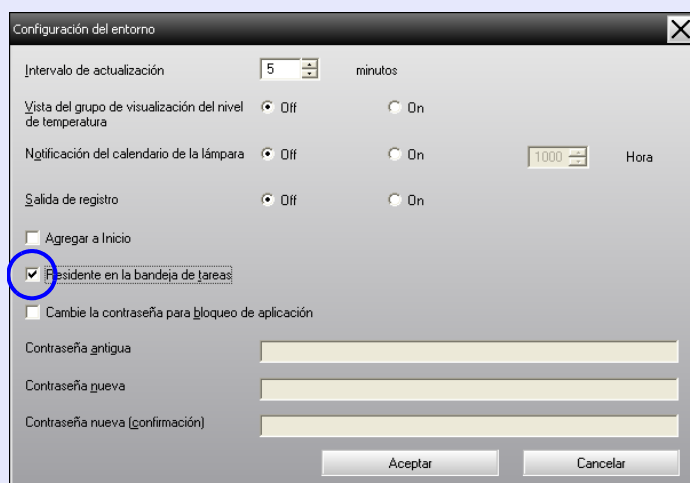 Configuración del entorno
Intervalo de actualización 5 minutos
Vista del grupo de visualización del nivel de temperatura Off On
Notificación del calendario de la lámpara Off On 1000 Hora
Salida de registro Off On
Agregar a Inicio
Residente en la bandeja de tareas
Cambie la contraseña para bloqueo de aplicación
Contraseña antigua
Contraseña nueva
Contraseña nueva (confirmación)
Aceptar Cancelar